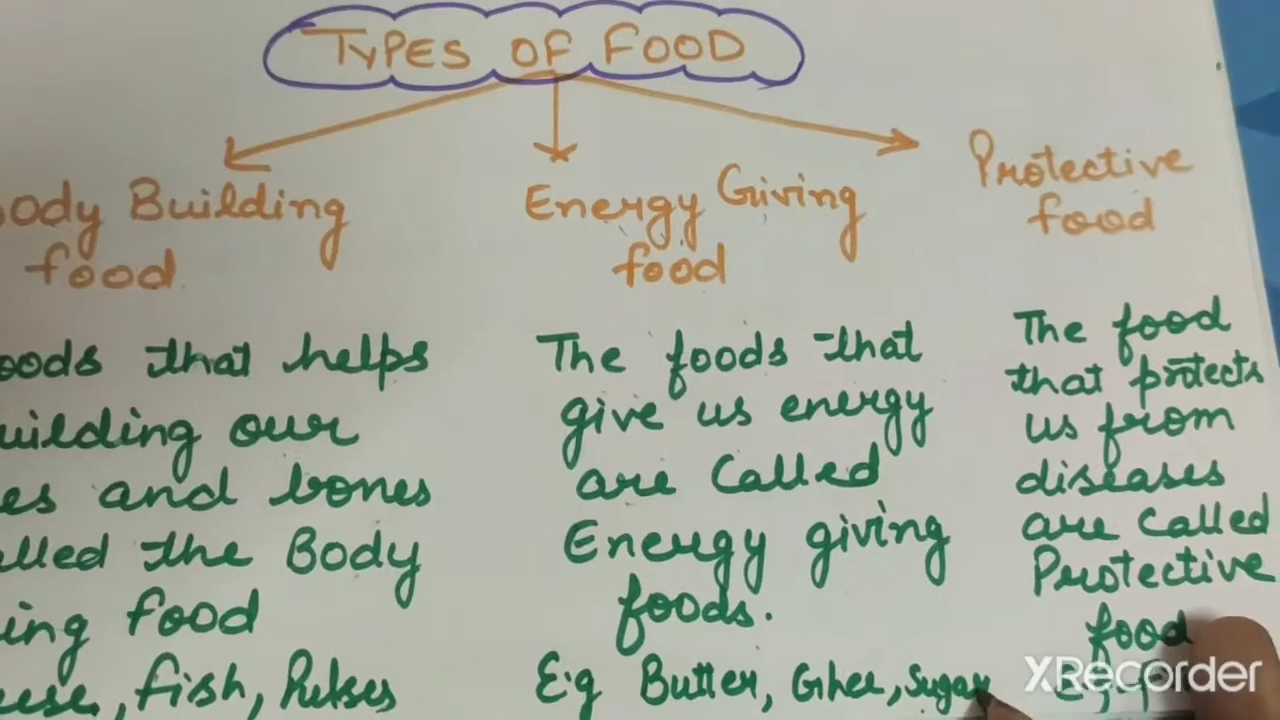 TYPES OF FOOD
ody Building
food
oods that helps
uilding our
es and bones
lled the Body
ing food
ese, fish, Pulses
Energy Giving
food
The foods that
give us energy
are Called
Energy giving
foods.
E.g Butter, Ghee, Sugar
Protective
food
The food
that protects
us from
diseases
are Called
Protective
food
XRecorder